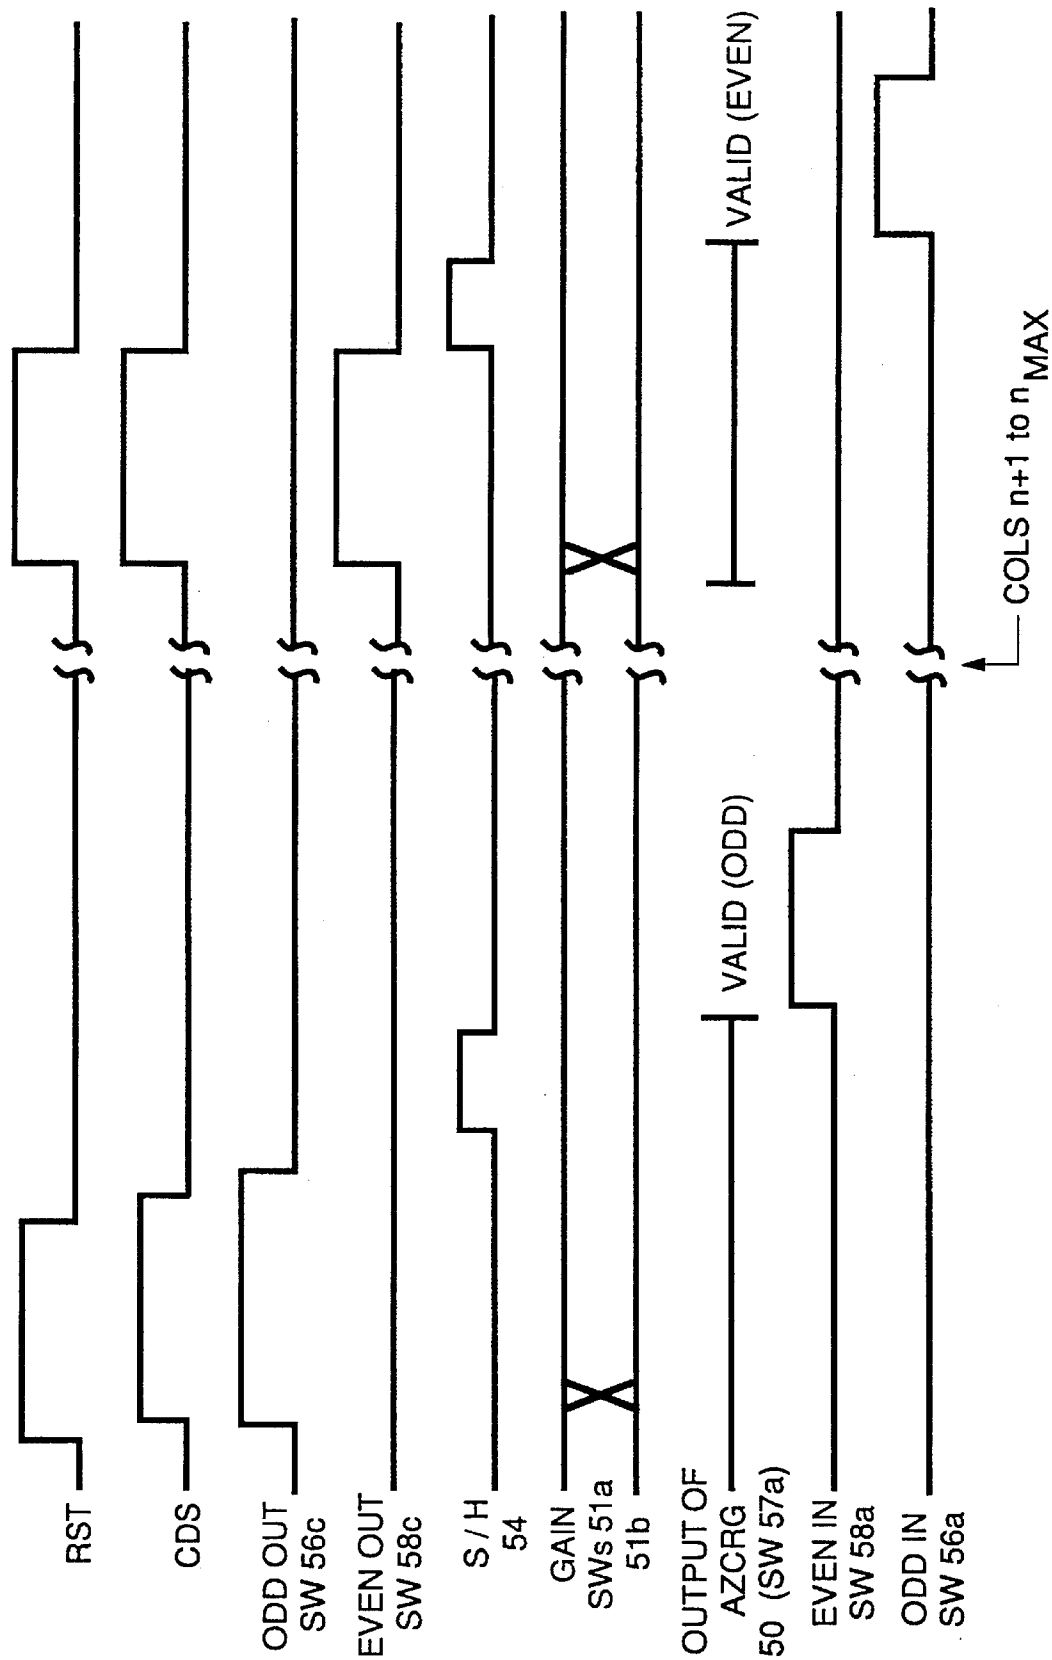 RST
CDS
ODD OUT
SW 56c
EVEN OUT
SW 58c
S / H
54
GAIN
SWs 51a
51b
OUTPUT OF
AZCRG
50 (SW 57a)
VALID (ODD)
VALID (EVEN)
EVEN IN
SW 58a
ODD IN
SW 56a
COLS n+1 to nMAX